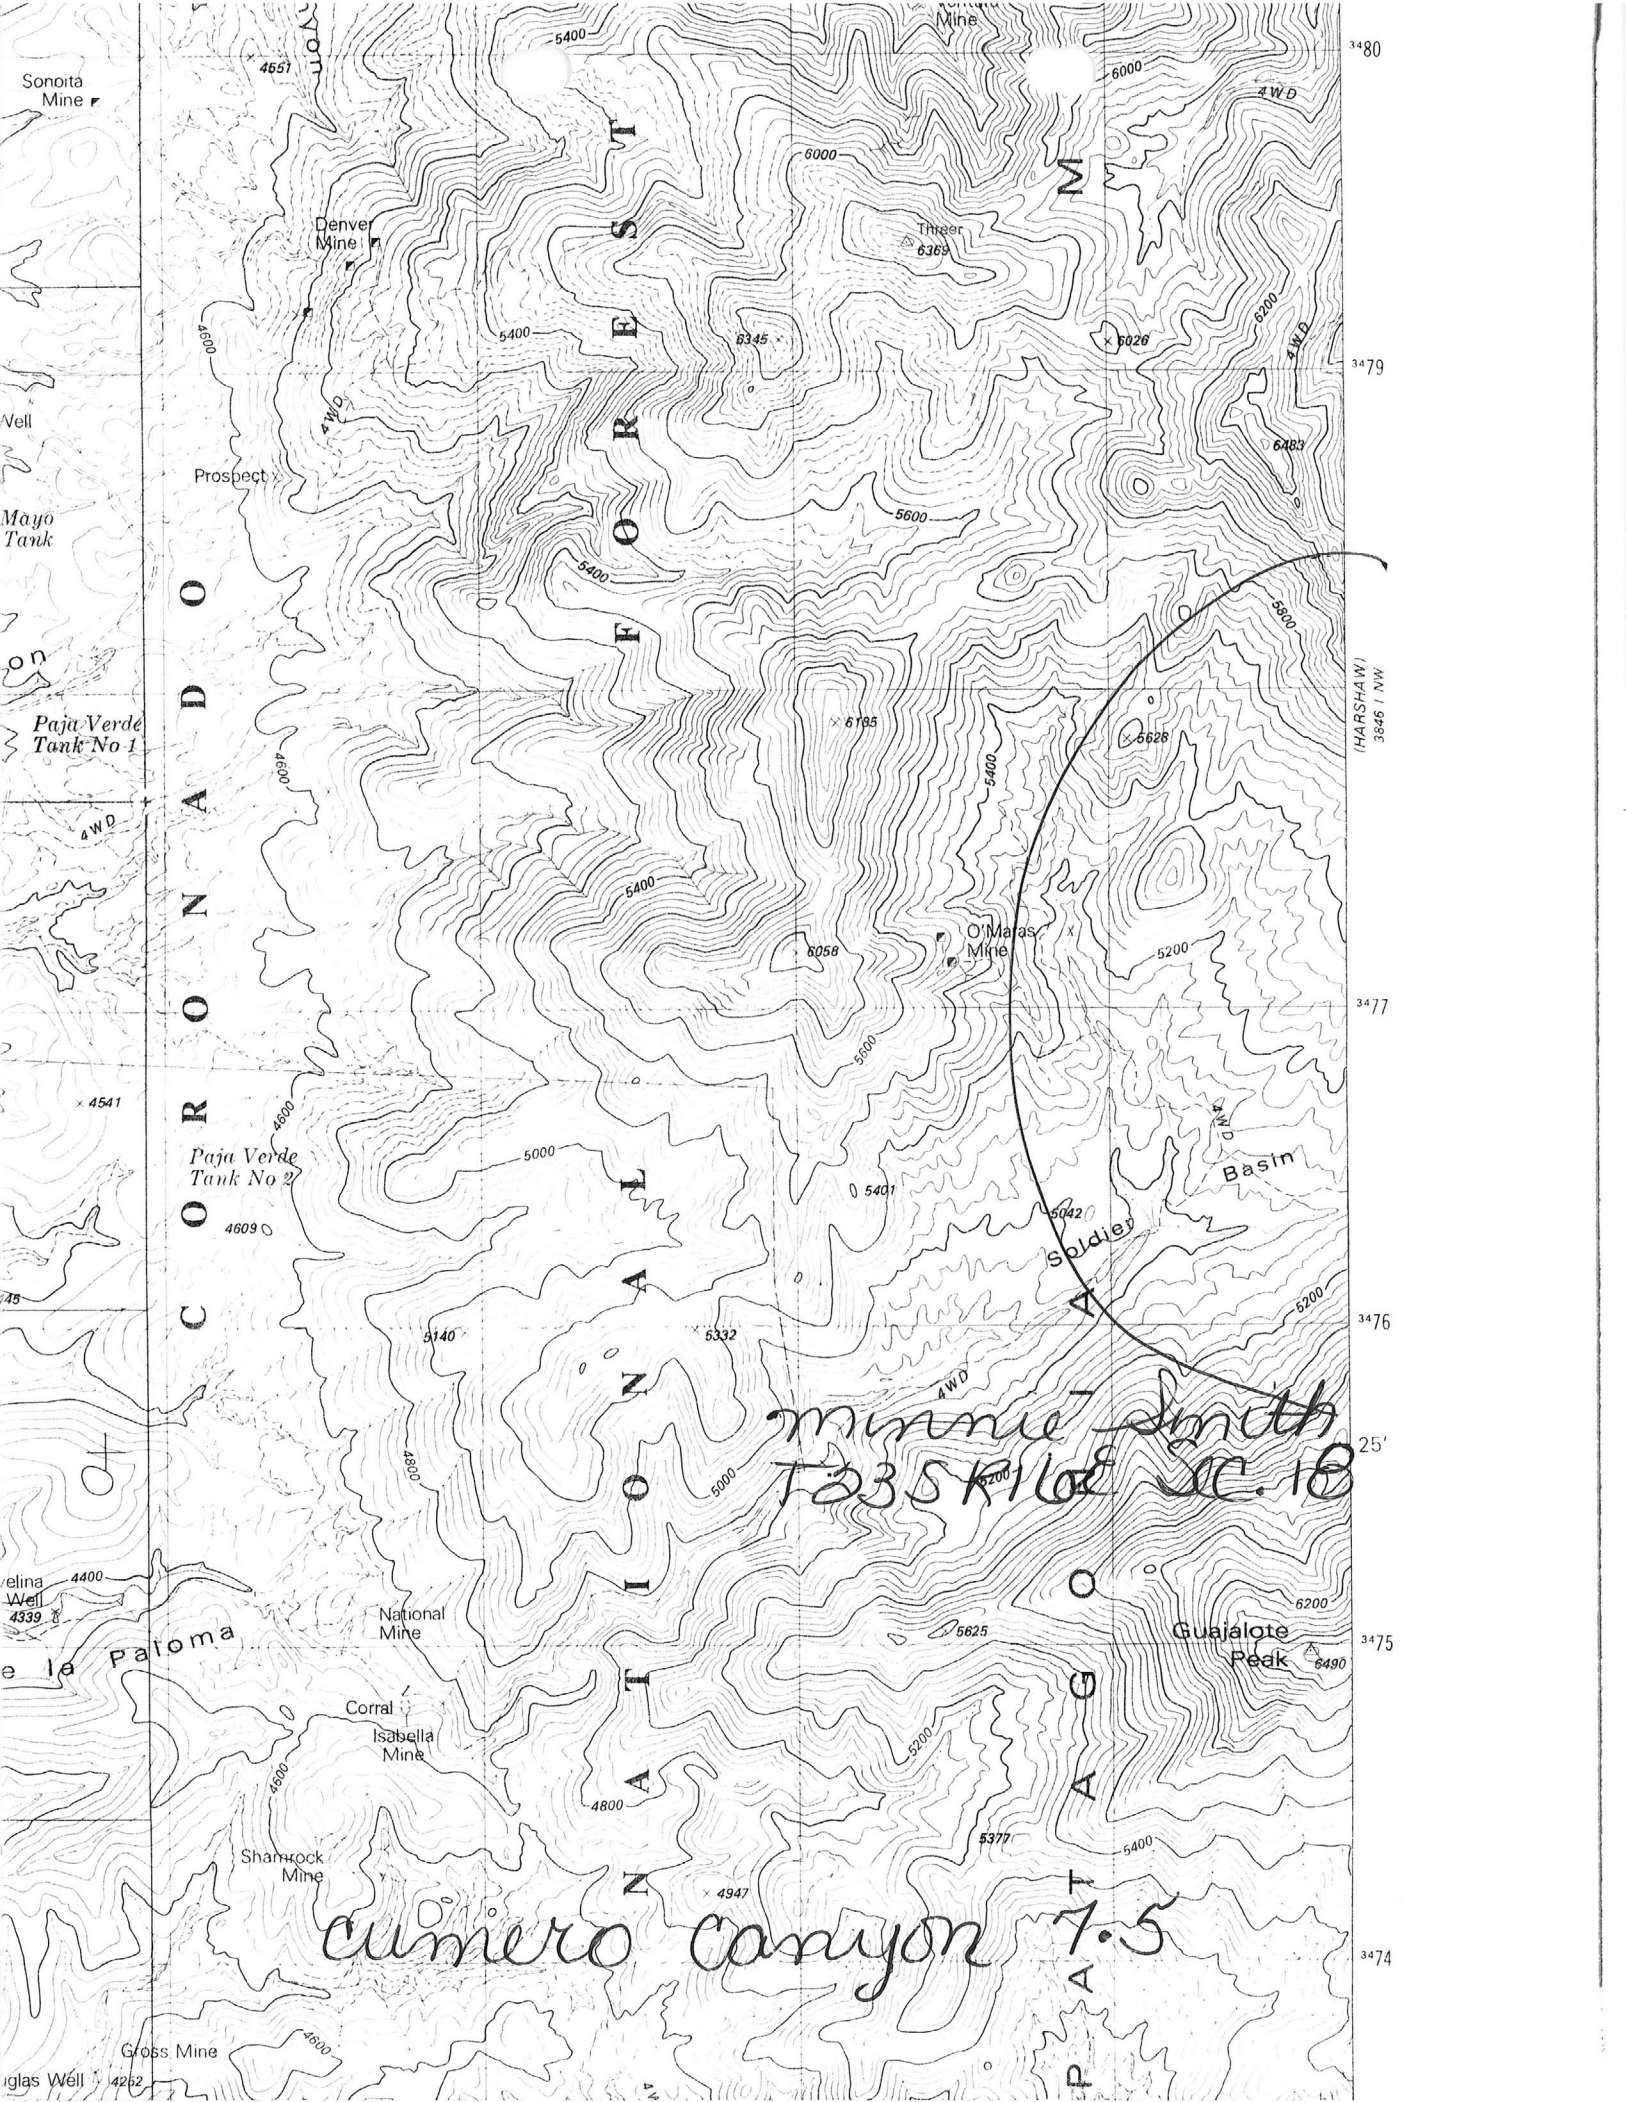 Mine
5400
³⁴80
4551
6000
Sonoita
Mine
4WD
6000
M
T
Denver
Mine
S
Threer
6369
6200
4600
5400
E
6345
6026
4WD
³⁴79
4WD
R
6483
Well
Prospect
5600
Mayo
Tank
O
5400
O
F
5800
on
D
(HARSHAW)
3846 I NW
Paja Verde
Tank No 1
6185
5628
4600
5400
A
4WD
5400
N
O'Maras
Mine
6058
5200
O
³⁴77
5600
4541
R
4600
4WD
Paja Verde
Tank No 2
5000
L
5401
Basin
O
4609
5042
Soldier
A
A
C
5200
³⁴76
5140
5332
N
4WD
I
Minnie Smith
25'
4800
O
5000
5200
T23S R16E Sec. 18
4400
Well
4339
I
O
6200
National
Mine
5625
Guajalote
Peak
6490
³⁴75
e la Paloma
T
G
Corral
Isabella
Mine
5200
4600
A
A
4800
5377
5400
Shamrock
Mine
N
4947
T
Cumero Canyon 7.5
³⁴74
A
Gross Mine
4600
4252
P